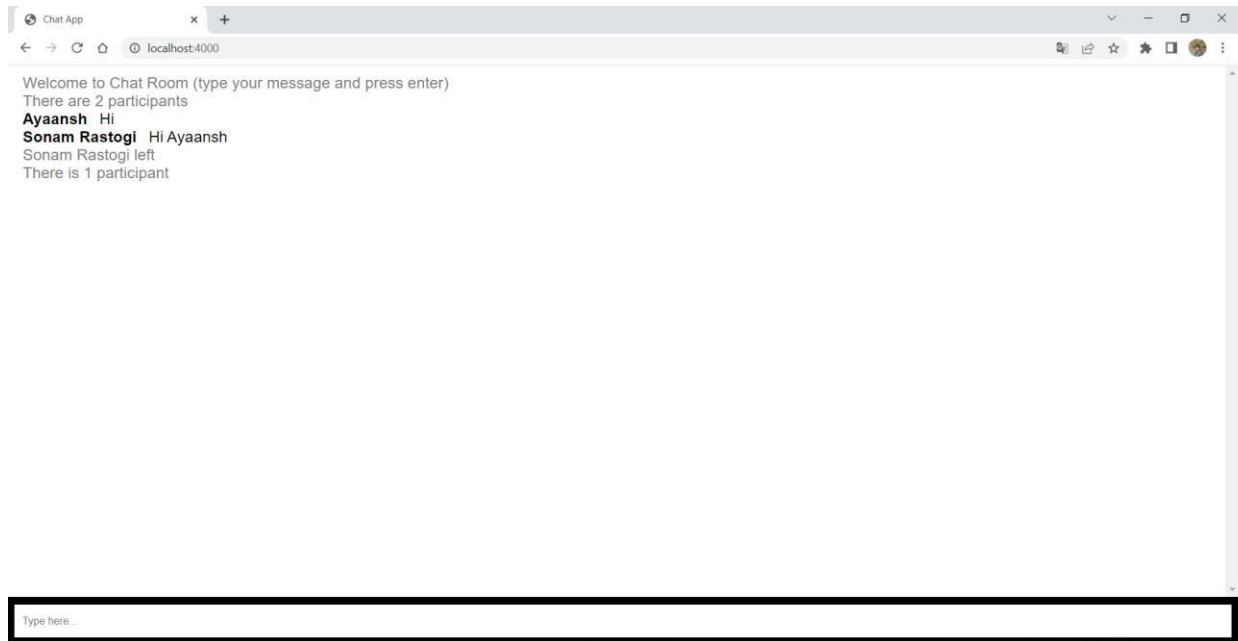 Chat App
localhost:4000
Welcome to Chat Room (type your message and press enter)
There are 2 participants
Ayaansh Hi
Sonam Rastogi Hi Ayaansh
Sonam Rastogi left
There is 1 participant
Type here...